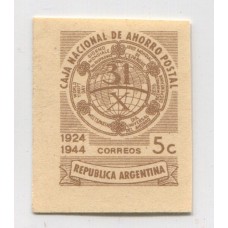 CAJA NACIONAL DE AHORRO POSTAL
31
X
1924
1944
CORREOS
5c
REPUBLICA ARGENTINA